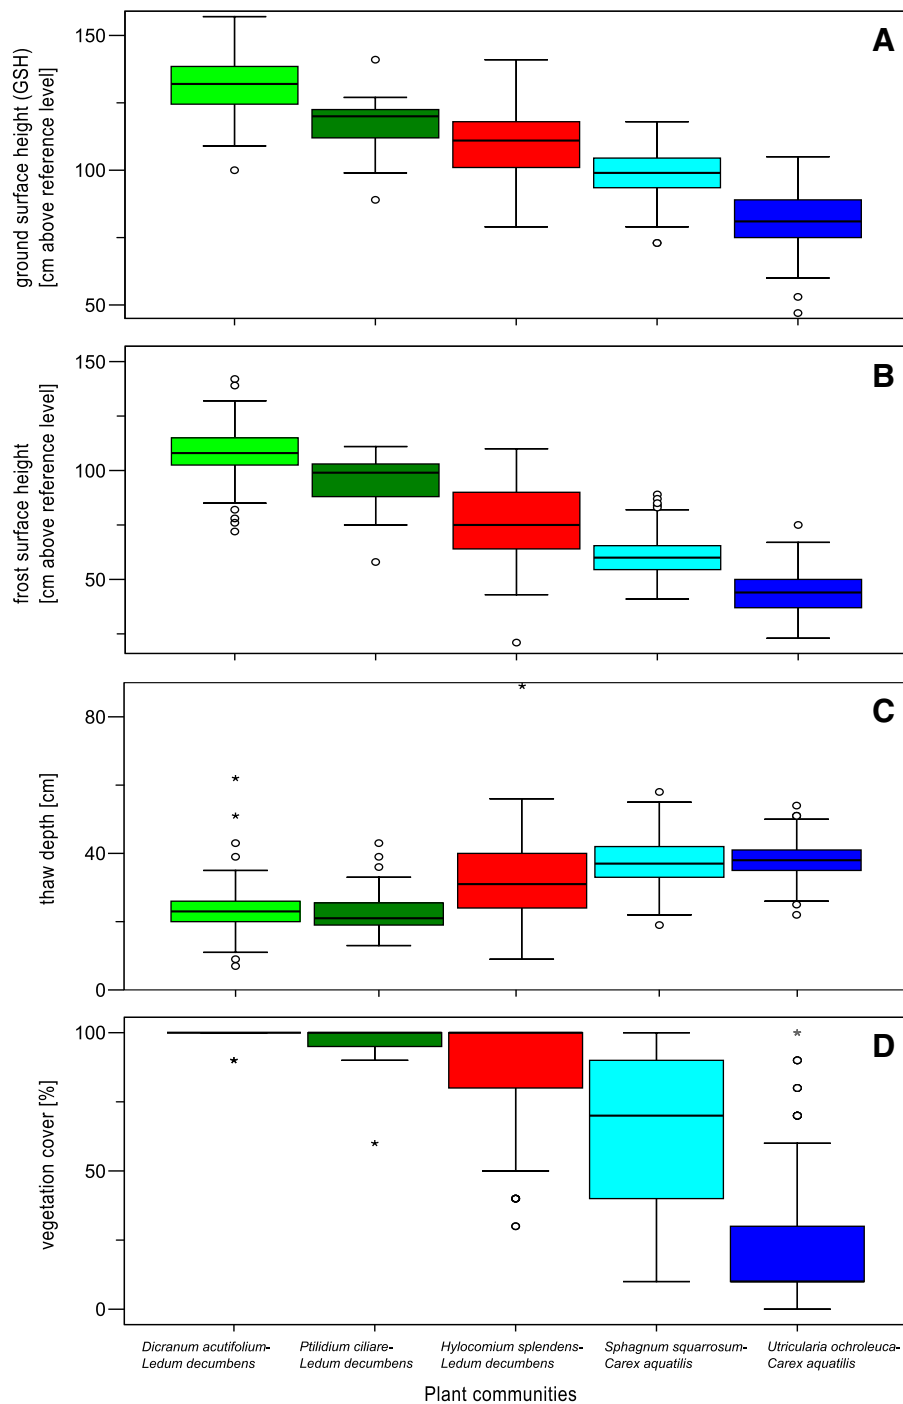 A
150
100
50
ground surface height (GSH)
[cm above reference level]
B
150
100
50
frost surface height
[cm above reference level]
C
80
40
0
thaw depth [cm]
D
100
50
0
vegetation cover [%]
Dicranum acutifolium-
Ledum decumbens
Ptilidium ciliare-
Ledum decumbens
Hylocomium splendens-
Ledum decumbens
Sphagnum squarrosum-
Carex aquatilis
Utricularia ochroleuca-
Carex aquatilis
Plant communities